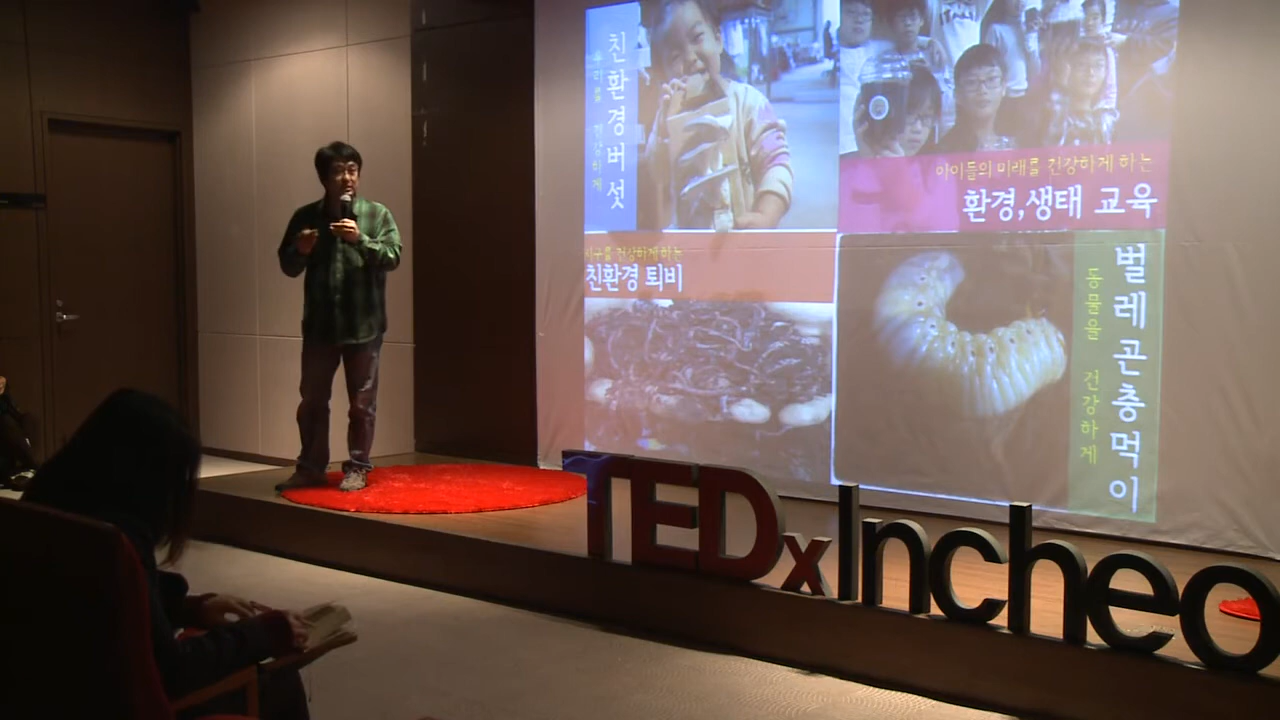 친환경버섯
우리를 건강하게
아이들의 미래를 건강하게 하는
환경,생태 교육
지구를 건강하게 하는
친환경 퇴비
벌레곤충먹이
동물을 건강하게
TEDxIncheo